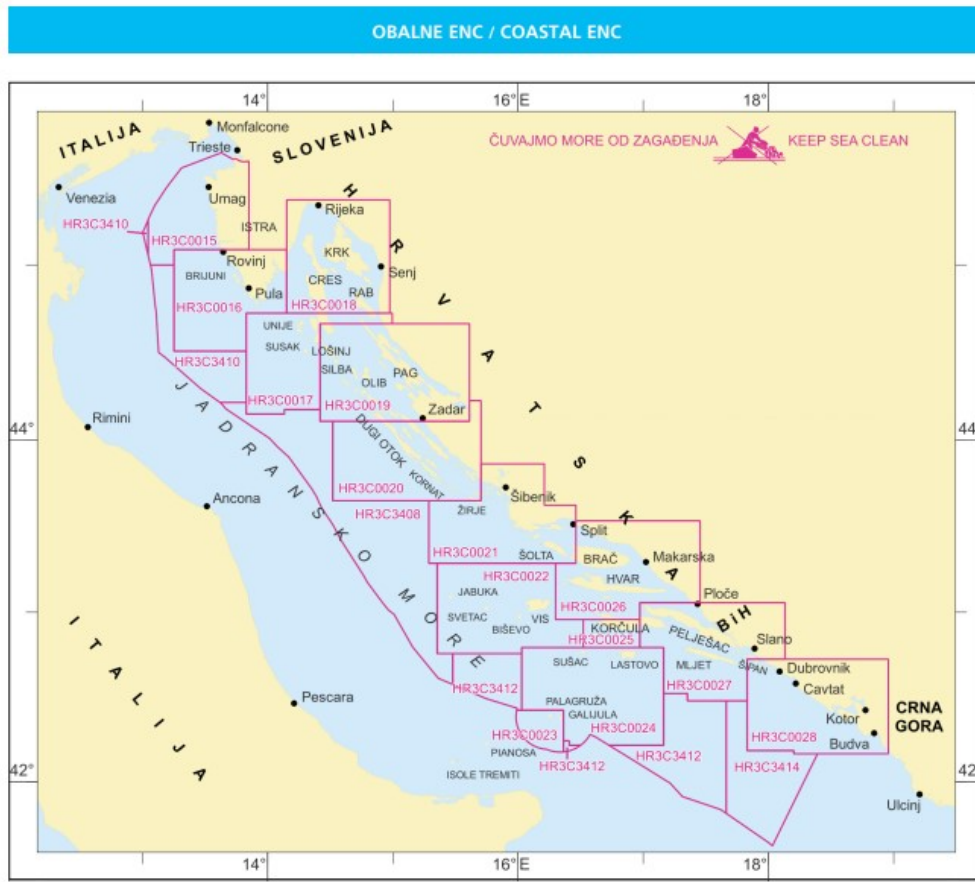 OBALNE ENC / COASTAL ENC
14°
16°E
18°
ITALIJA
Monfalcone
SLOVENIJA
ČUVAJMO MORE OD ZAGAĐENJA
KEEP SEA CLEAN
Trieste
Venezia
Umag
HRVATSKA
Rijeka
HR3C3410
HR3C0015
ISTRA
Rovinj
KRK
Senj
BRIJUNI
CRES
Pula
RAB
HR3C0016
HR3C0018
UNIJE
SUSAK
LOŠINJ
HR3C3410
SILBA
PAG
OLIB
HR3C0017
HR3C0019
Zadar
JADRANSKO MORE
Rimini
44°
44
DUGI OTOK
KORNAT
HR3C0020
Šibenik
Ancona
HR3C3408
ŽIRJE
Split
HR3C0021
ŠOLTA
BRAČ
Makarska
HR3C0022
HVAR
JABUKA
Ploče
SVETAC
VIS
HR3C0026
BIŠEVO
KORČULA
BiH
HR3C0025
PELJEŠAC
Slano
ITALIJA
SUŠAC
LASTOVO
MLJET
ŠIPAN
Dubrovnik
HR3C3412
HR3C0027
Cavtat
Pescara
PALAGRUŽA
CRNA
GORA
GALIJULA
Kotor
HR3C0023
HR3C0024
HR3C0028
Budva
PIANOSA
HR3C3412
HR3C3412
HR3C3414
ISOLE TREMITI
42°
42
Ulcinj
14°
16°E
18°